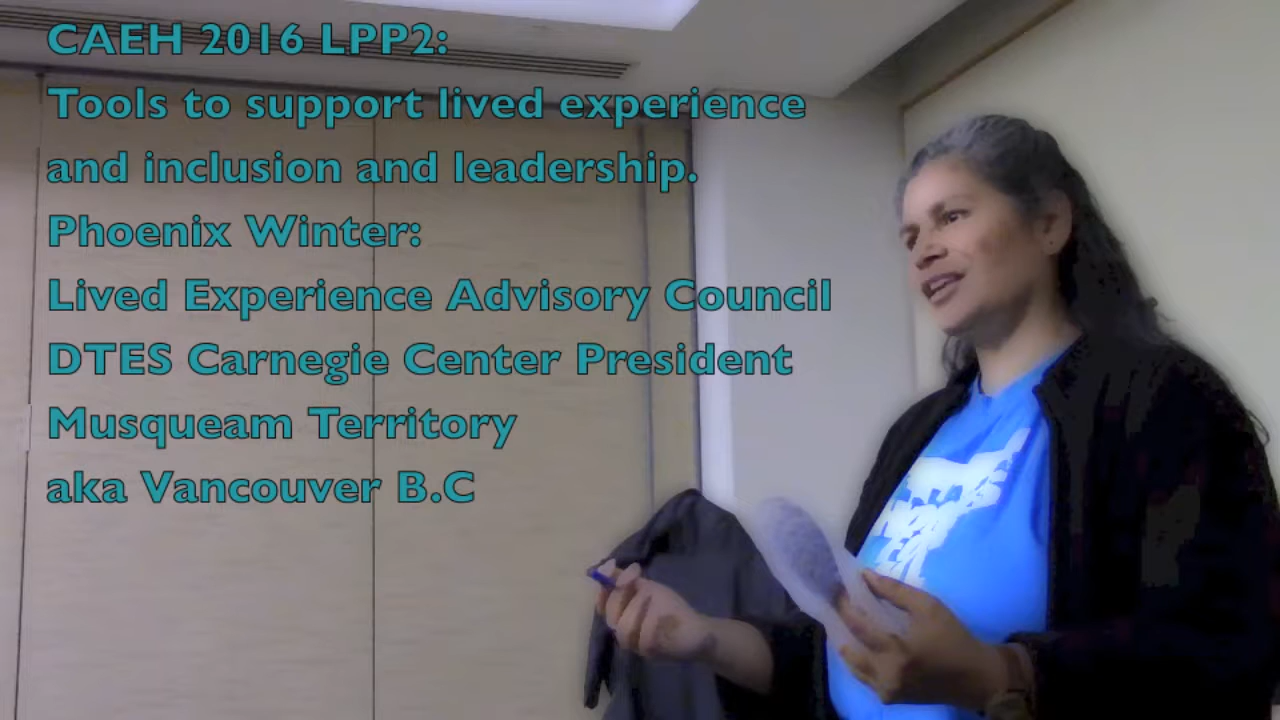 CAEH 2016 LPP2:
Tools to support lived experience
and inclusion and leadership.
Phoenix Winter:
Lived Experience Advisory Council
DTES Carnegie Center President
Musqueam Territory
aka Vancouver B.C